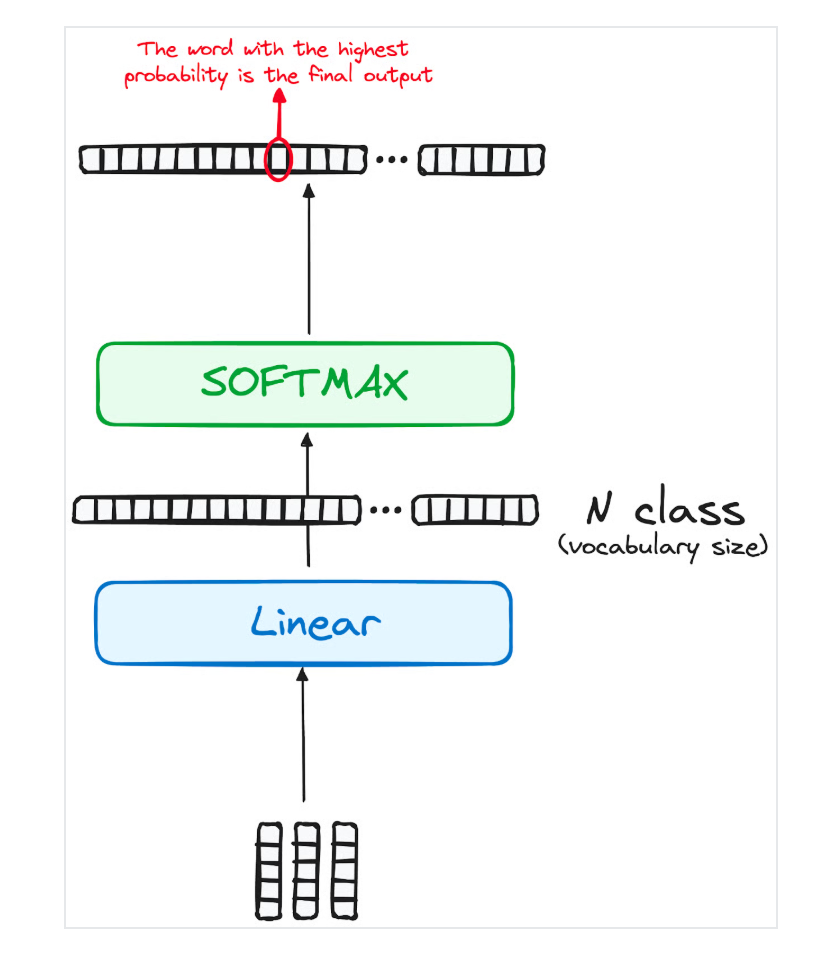 The word with the highest
probability is the final output
SOFTMAX
N class
(vocabulary size)
Linear